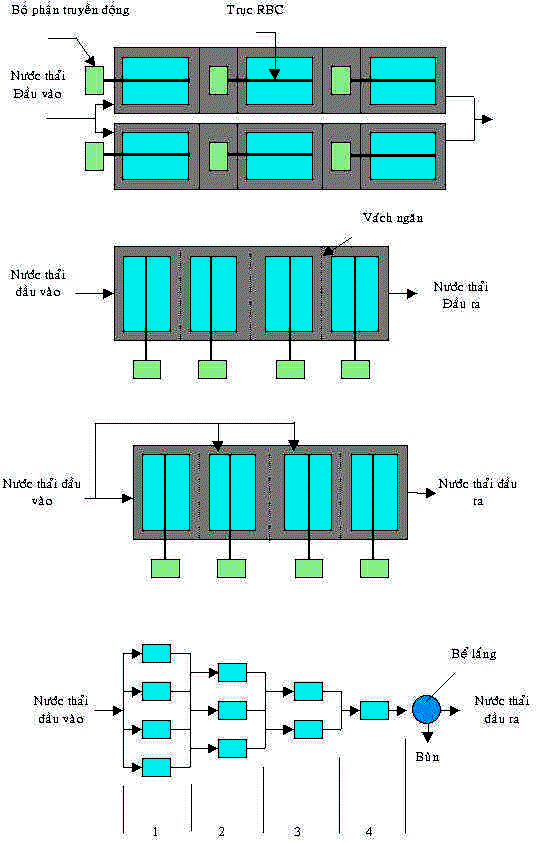 Bộ phận truyền động
Trục RBC
Nước thải
Đầu vào
Vách ngăn
Nước thải
đầu vào
Nước thải
Đầu ra
Nước thải đầu
vào
Nước thải đầu
ra
Bể lắng
Nước thải
đầu vào
Nước thải
đầu ra
Bùn
1
2
3
4